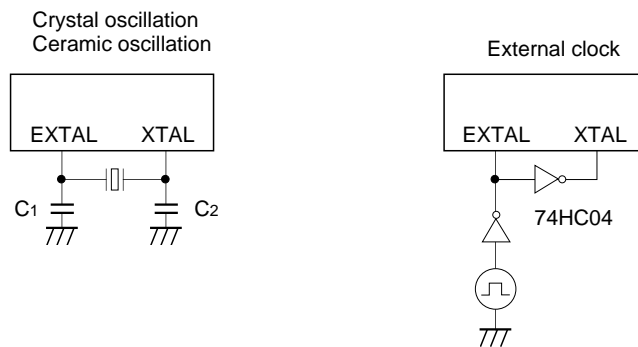 Crystal oscillation
Ceramic oscillation
EXTAL XTAL
C1 C2
External clock
EXTAL XTAL
74HC04